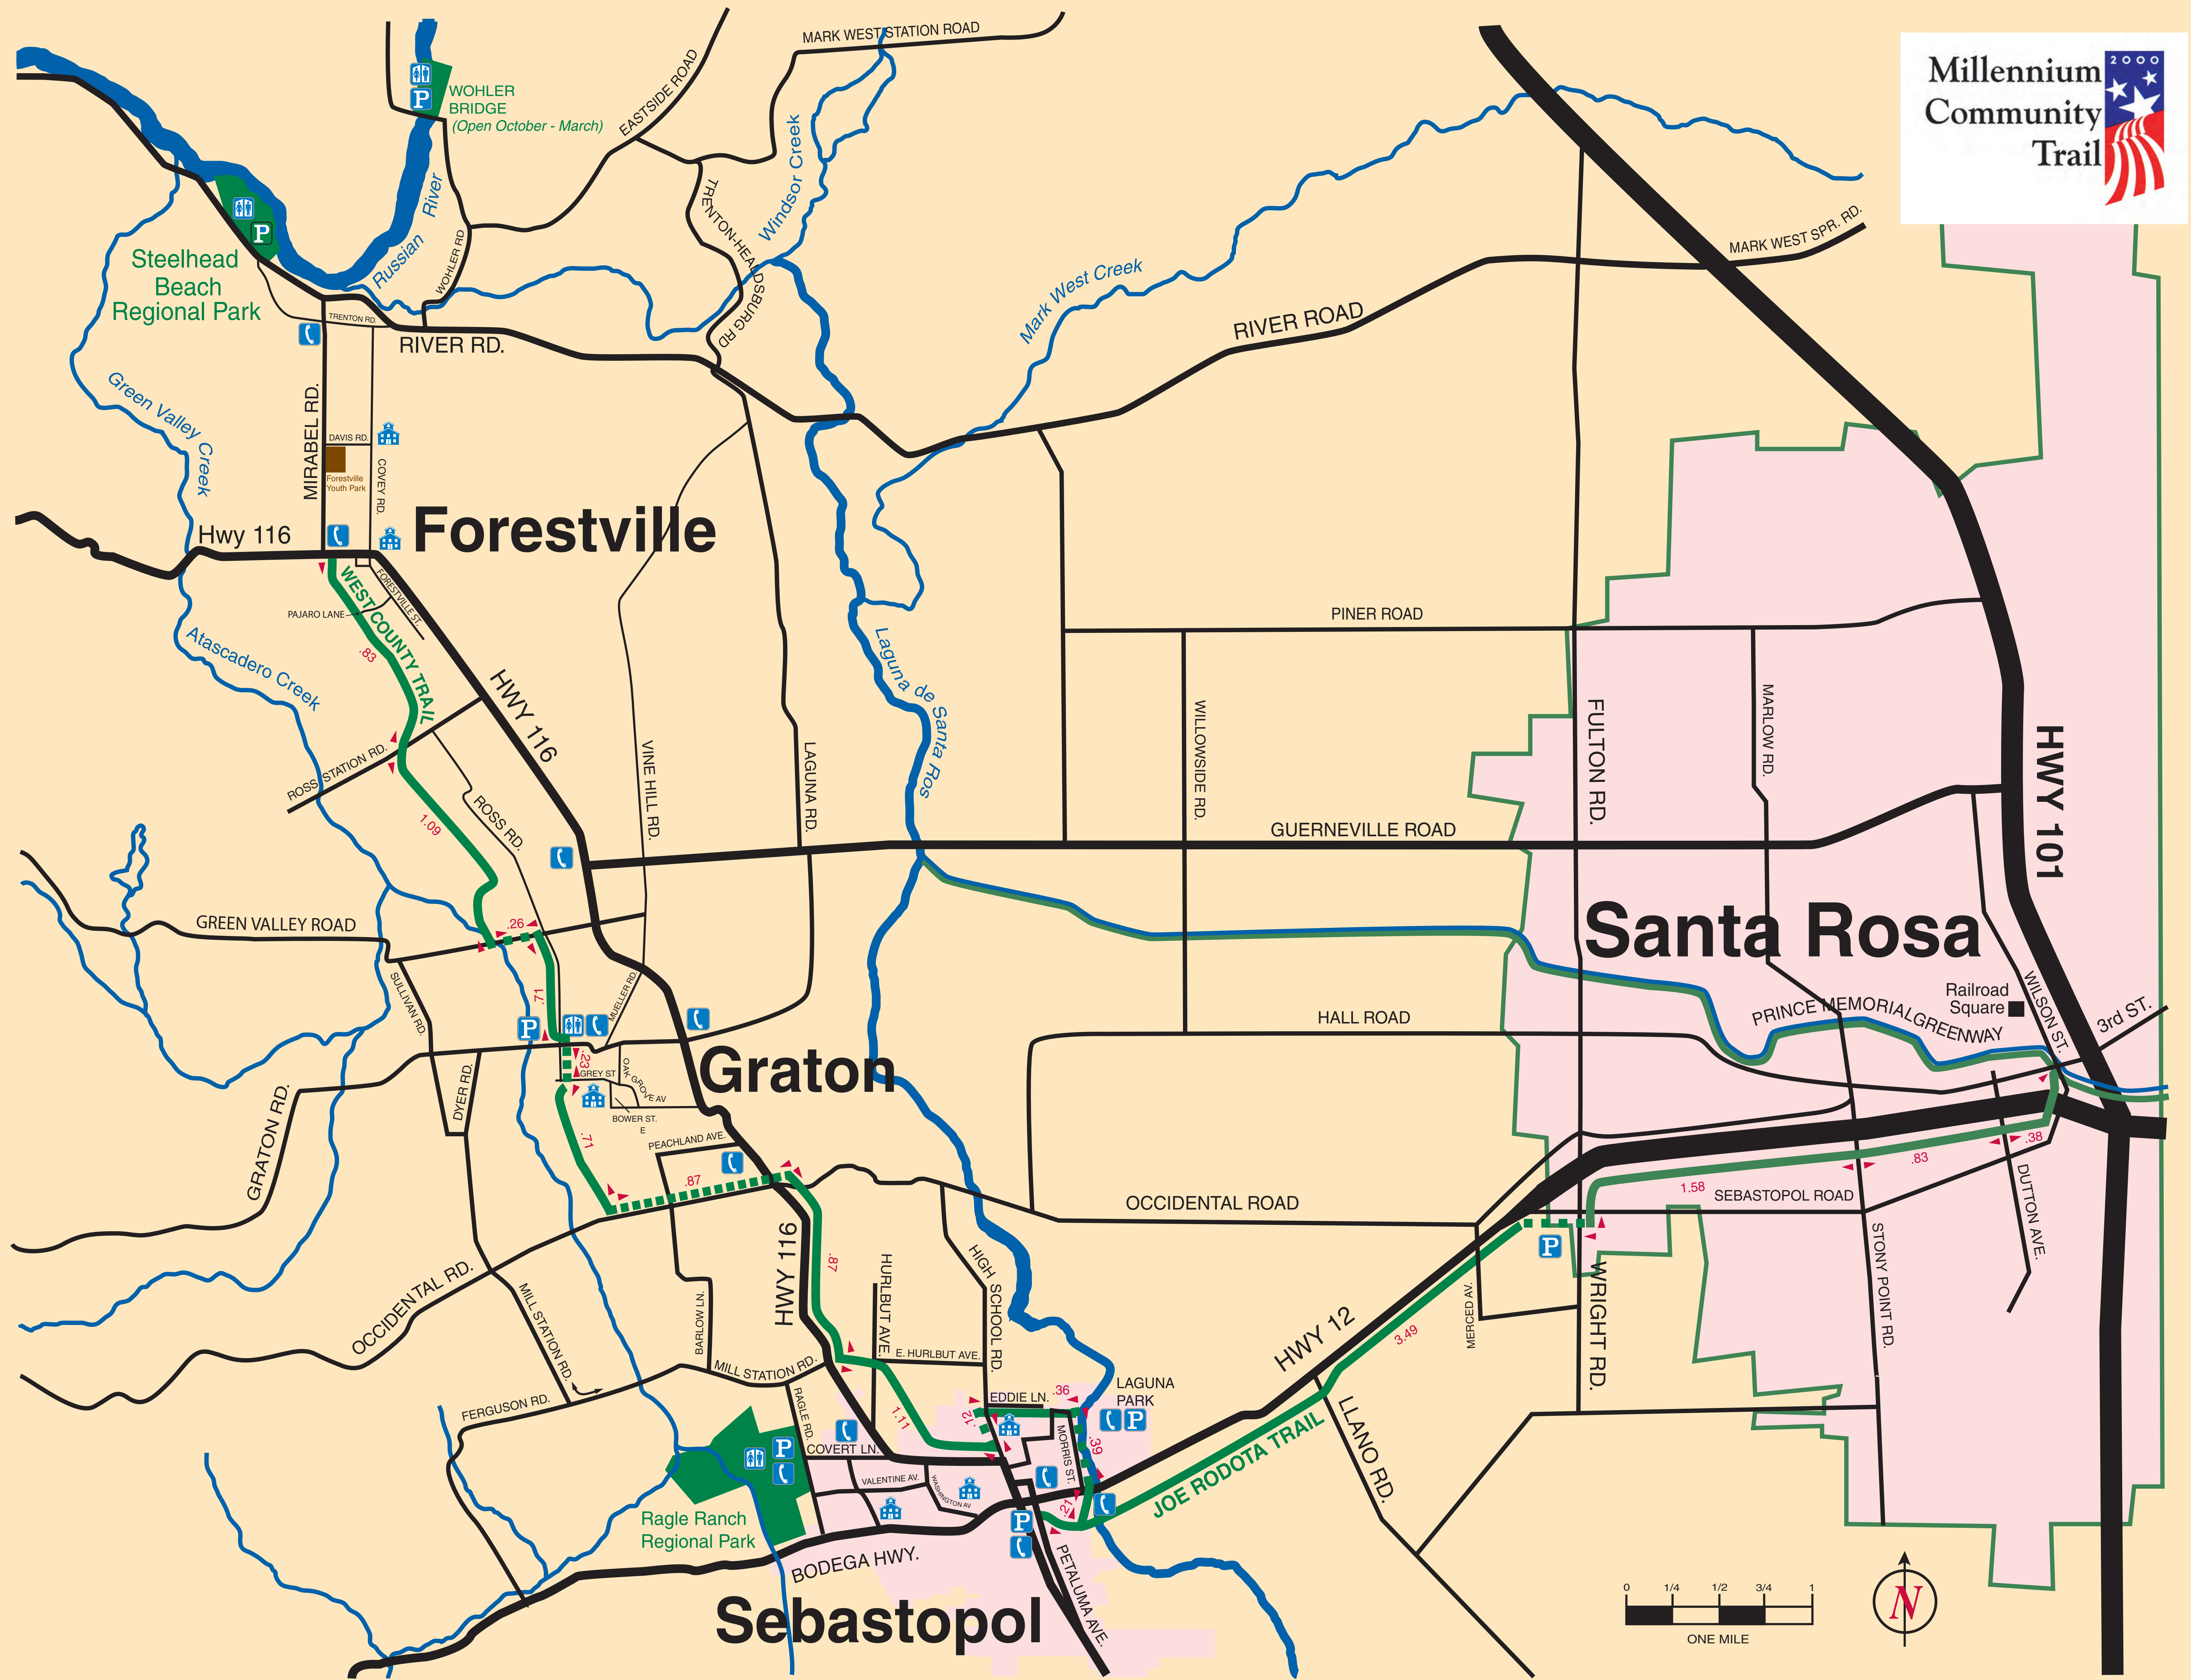 MARK WEST STATION ROAD
2000
Millennium
Community
Trail
WOHLER
BRIDGE
(Open October - March)
EASTSIDE ROAD
Windsor Creek
Russian River
WOHLER RD
TRENTON-HEALDSBURG RD
MARK WEST SPR. RD.
Steelhead
Beach
Regional Park
Mark West Creek
RIVER ROAD
TRENTON RD.
RIVER RD.
Green Valley Creek
MIRABEL RD.
DAVIS RD.
COVEY RD.
Forestville
Youth Park
Hwy 116
Forestville
WEST COUNTY TRAIL
FORESTVILLE ST.
PAJARO LANE
.83
Atascadero Creek
PINER ROAD
Laguna de Santa Ros
HWY 116
ROSS STATION RD.
1.09
ROSS RD.
VINE HILL RD.
LAGUNA RD.
WILLOWSIDE RD.
FULTON RD.
MARLOW RD.
HWY 101
GUERNEVILLE ROAD
GREEN VALLEY ROAD
.26
Santa Rosa
SULLIVAN RD.
.71
MUELLER RD.
Railroad
Square
WILSON ST.
3rd ST.
PRINCE MEMORIAL GREENWAY
HALL ROAD
P
Graton
.23
GREY ST
OAK GROVE AV
BOWER ST.
E
DYER RD.
GRATON RD.
.71
PEACHLAND AVE.
.87
.38
.83
1.58
SEBASTOPOL ROAD
DUTTON AVE.
OCCIDENTAL ROAD
STONY POINT RD.
P
HWY 116
.87
HURLBUT AVE.
HIGH SCHOOL RD.
OCCIDENTAL RD.
MILL STATION RD.
BARLOW LN.
MILL STATION RD.
E. HURLBUT AVE.
HWY 12
3.49
MERCED AV.
WRIGHT RD.
FERGUSON RD.
RAGLE RD.
1.11
EDDIE LN.
.36
.12
LAGUNA
PARK
P
MORRIS ST.
.39
COVERT LN.
VALENTINE AV.
WASHINGTON AV
P
Ragle Ranch
Regional Park
.21
P
JOE RODOTA TRAIL
LLANO RD.
BODEGA HWY.
PETALUMA AVE.
Sebastopol
0 1/4 1/2 3/4 1
ONE MILE
N
P
P